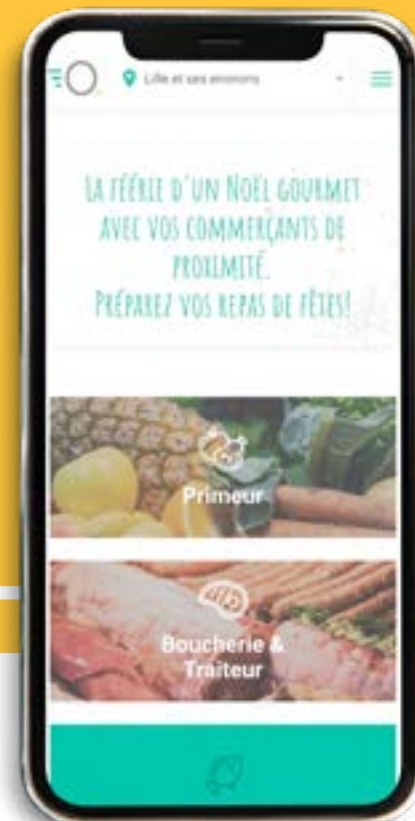 Lille et ses environs
LA FÉÉRIE D'UN NOËL GOURMET
AVEC VOS COMMERÇANTS DE
PROXIMITÉ.
PRÉPAREZ VOS REPAS DE FÊTES!
Primeur
Boucherie &
Traiteur